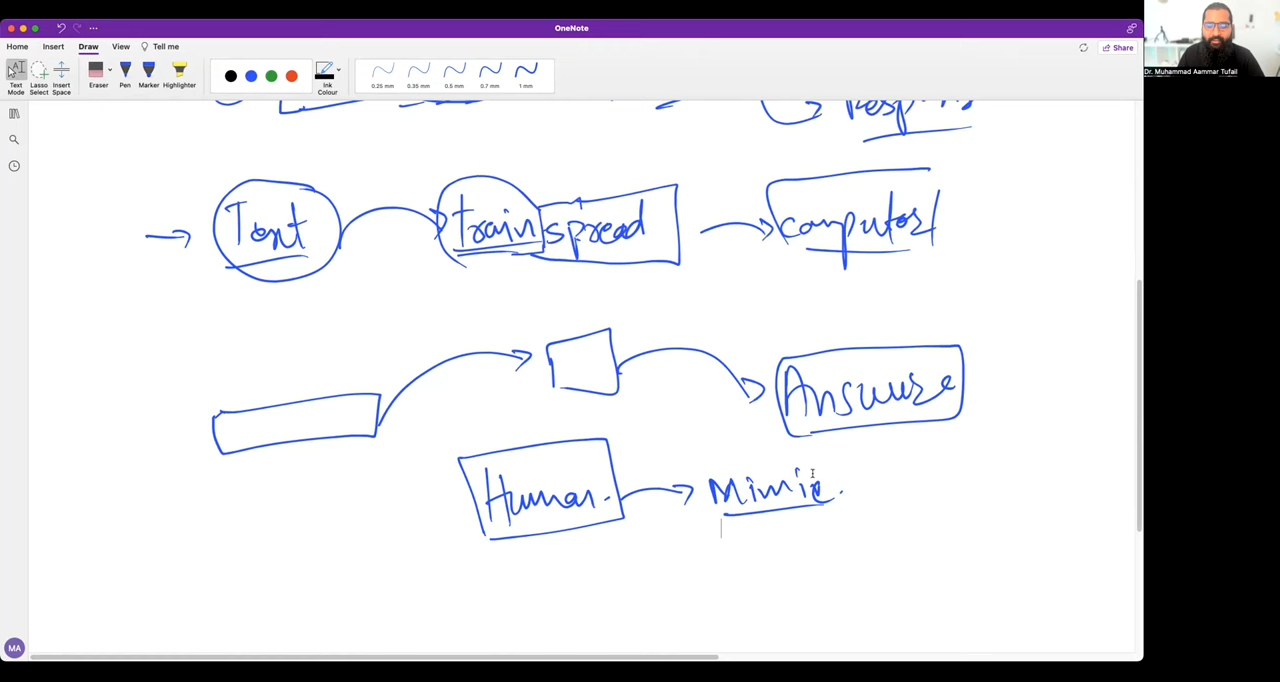 OneNote
Home Insert Draw View Tell me
Share
Text Mode
Lasso Select
Insert Space
Eraser
Pen
Marker
Highlighter
Ink Colour
0.25 mm
0.35 mm
0.5 mm
0.7 mm
1 mm
Dr. Muhammad Aammar Tufail
Text train spread computer
Answer
Human. Mimic.
MA